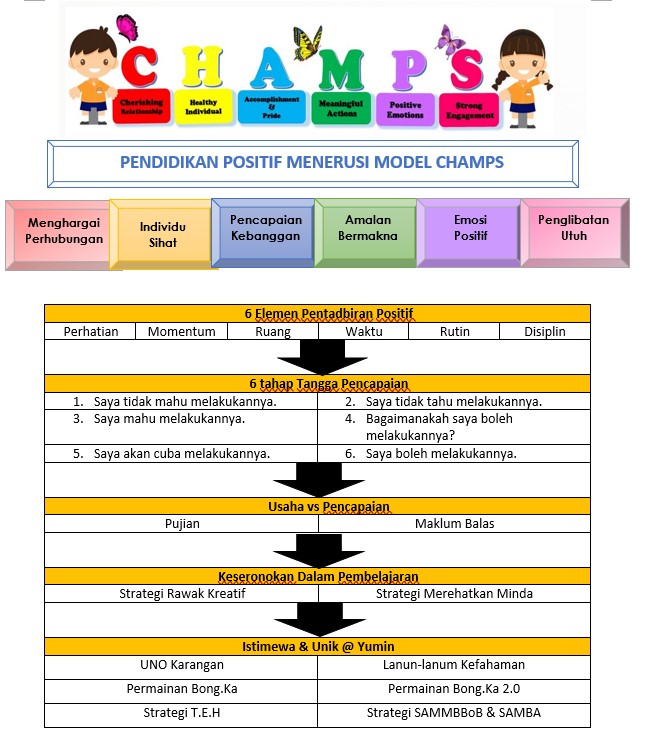 CHAMPS
Cherishing Relationship
Healthy Individual
Accomplishment & Pride
Meaningful Actions
Positive Emotions
Strong Engagement
PENDIDIKAN POSITIF MENERUSI MODEL CHAMPS
Menghargai Perhubungan
Individu Sihat
Pencapaian Kebanggan
Amalan Bermakna
Emosi Positif
Penglibatan Utuh
6 Elemen Pentadbiran Positif
Perhatian Momentum Ruang Waktu Rutin Disiplin
6 tahap Tangga Pencapaian
1. Saya tidak mahu melakukannya.
2. Saya tidak tahu melakukannya.
3. Saya mahu melakukannya.
4. Bagaimanakah saya boleh
melakukannya?
5. Saya akan cuba melakukannya.
6. Saya boleh melakukannya.
Usaha vs Pencapaian
Pujian
Maklum Balas
Keseronokan Dalam Pembelajaran
Strategi Rawak Kreatif
Strategi Merehatkan Minda
Istimewa & Unik @ Yumin
UNO Karangan
Lanun-lanum Kefahaman
Permainan Bong.Ka
Permainan Bong.Ka 2.0
Strategi T.E.H
Strategi SAMMBBoB & SAMBA